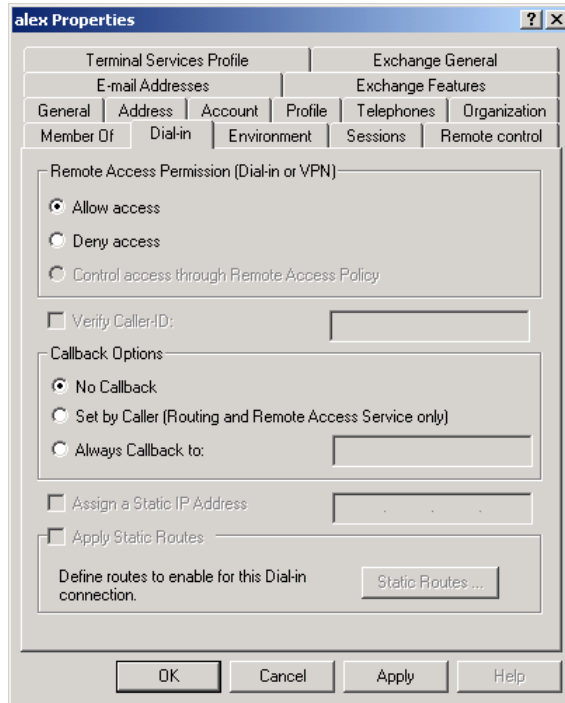 alex Properties
Terminal Services Profile Exchange General
E-mail Addresses Exchange Features
General Address Account Profile Telephones Organization
Member Of Dial-in Environment Sessions Remote control
Remote Access Permission (Dial-in or VPN)
Allow access
Deny access
Control access through Remote Access Policy
Verify Caller-ID:
Callback Options
No Callback
Set by Caller (Routing and Remote Access Service only)
Always Callback to:
Assign a Static IP Address
Apply Static Routes
Define routes to enable for this Dial-in
connection.
Static Routes ...
OK Cancel Apply Help